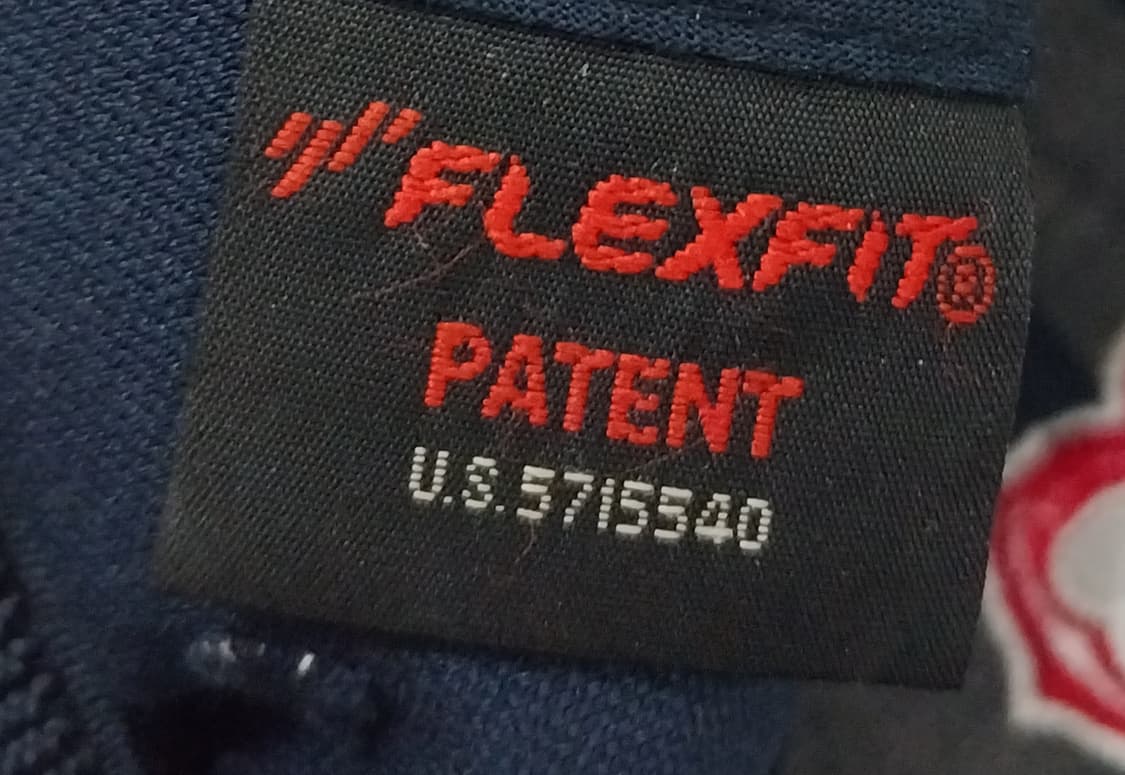 FLEXFIT®
PATENT
U.S. 5715540